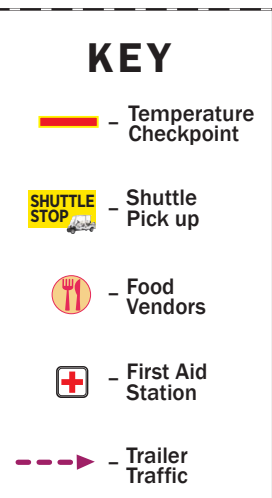 KEY
– Temperature
Checkpoint
SHUTTLE
STOP
– Shuttle
Pick up
– Food
Vendors
– First Aid
Station
– Trailer
Traffic